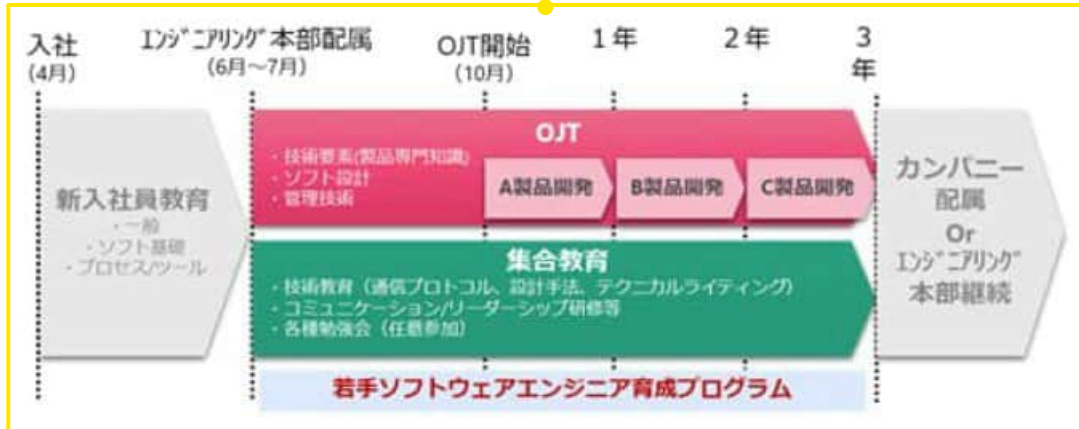 入社
(4月)
ｴﾝｼﾞﾆｱﾘﾝｸﾞ本部配属
(6月～7月)
OJT開始
(10月)
1年
2年
3
年
新入社員教育
・一般
・ソフト基礎
・プロセス/ツール
OJT
・技術要素(製品専門知識)
・ソフト設計
・管理技術
A製品開発
B製品開発
C製品開発
集合教育
・技術教育（通信プロトコル、設計手法、テクニカルライティング）
・コミュニケーション/リーダーシップ研修等
・各種勉強会（任意参加）
カンパニー
配属
Or
ｴﾝｼﾞﾆｱﾘﾝｸﾞ
本部継続
若手ソフトウェアエンジニア育成プログラム